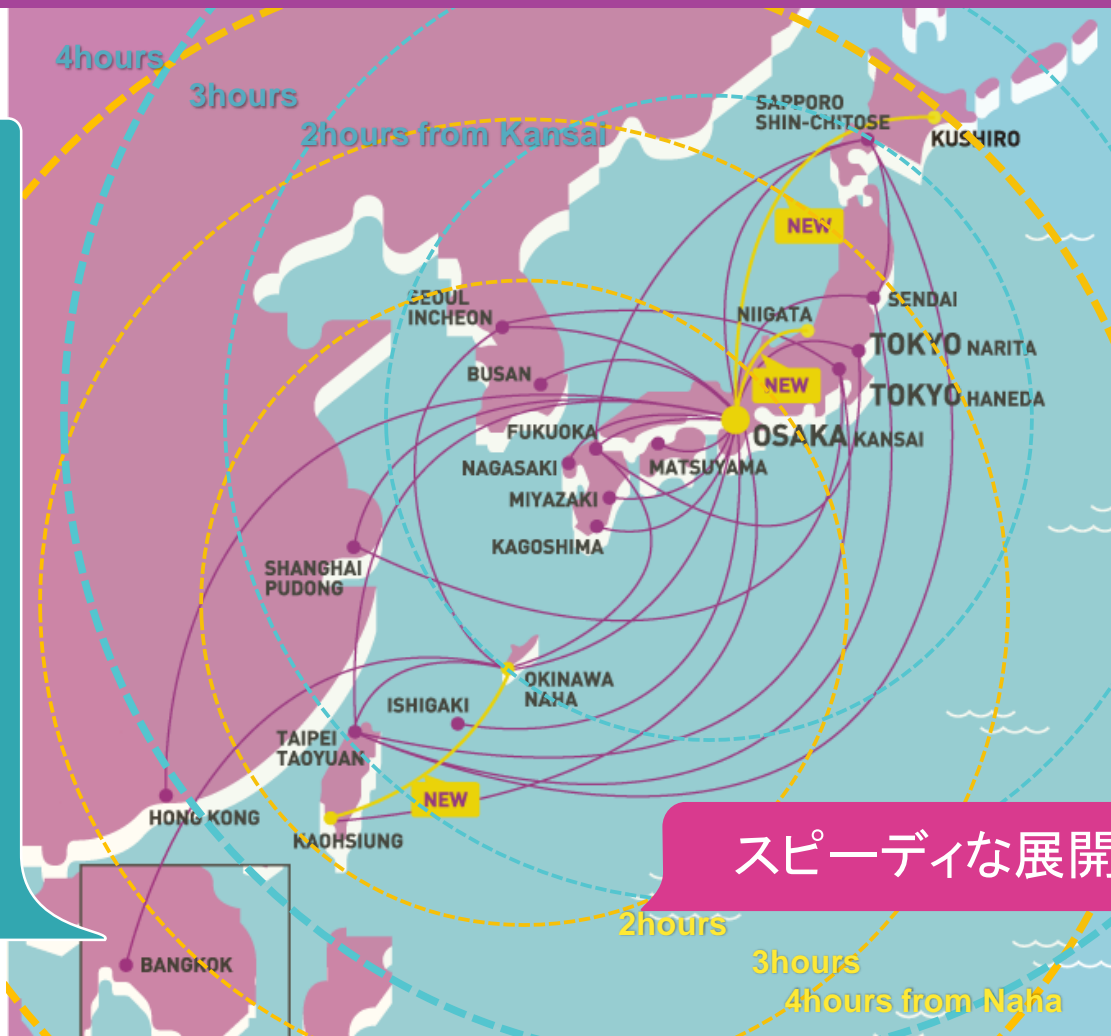 4hours
3hours
2hours from Kansai
SAPPORO
SHIN-CHITOSE
KUSHIRO
NEW
SEOUL
INCHEON
SENDAI
NIIGATA
TOKYO NARITA
BUSAN
NEW
TOKYO HANEDA
FUKUOKA
OSAKA KANSAI
NAGASAKI
MATSUYAMA
MIYAZAKI
KAGOSHIMA
SHANGHAI
PUDONG
OKINAWA
NAHA
ISHIGAKI
TAIPEI
TAOYUAN
NEW
HONG KONG
KAOHSIUNG
スピーディな展開
2hours
3hours
4hours from Naha
BANGKOK